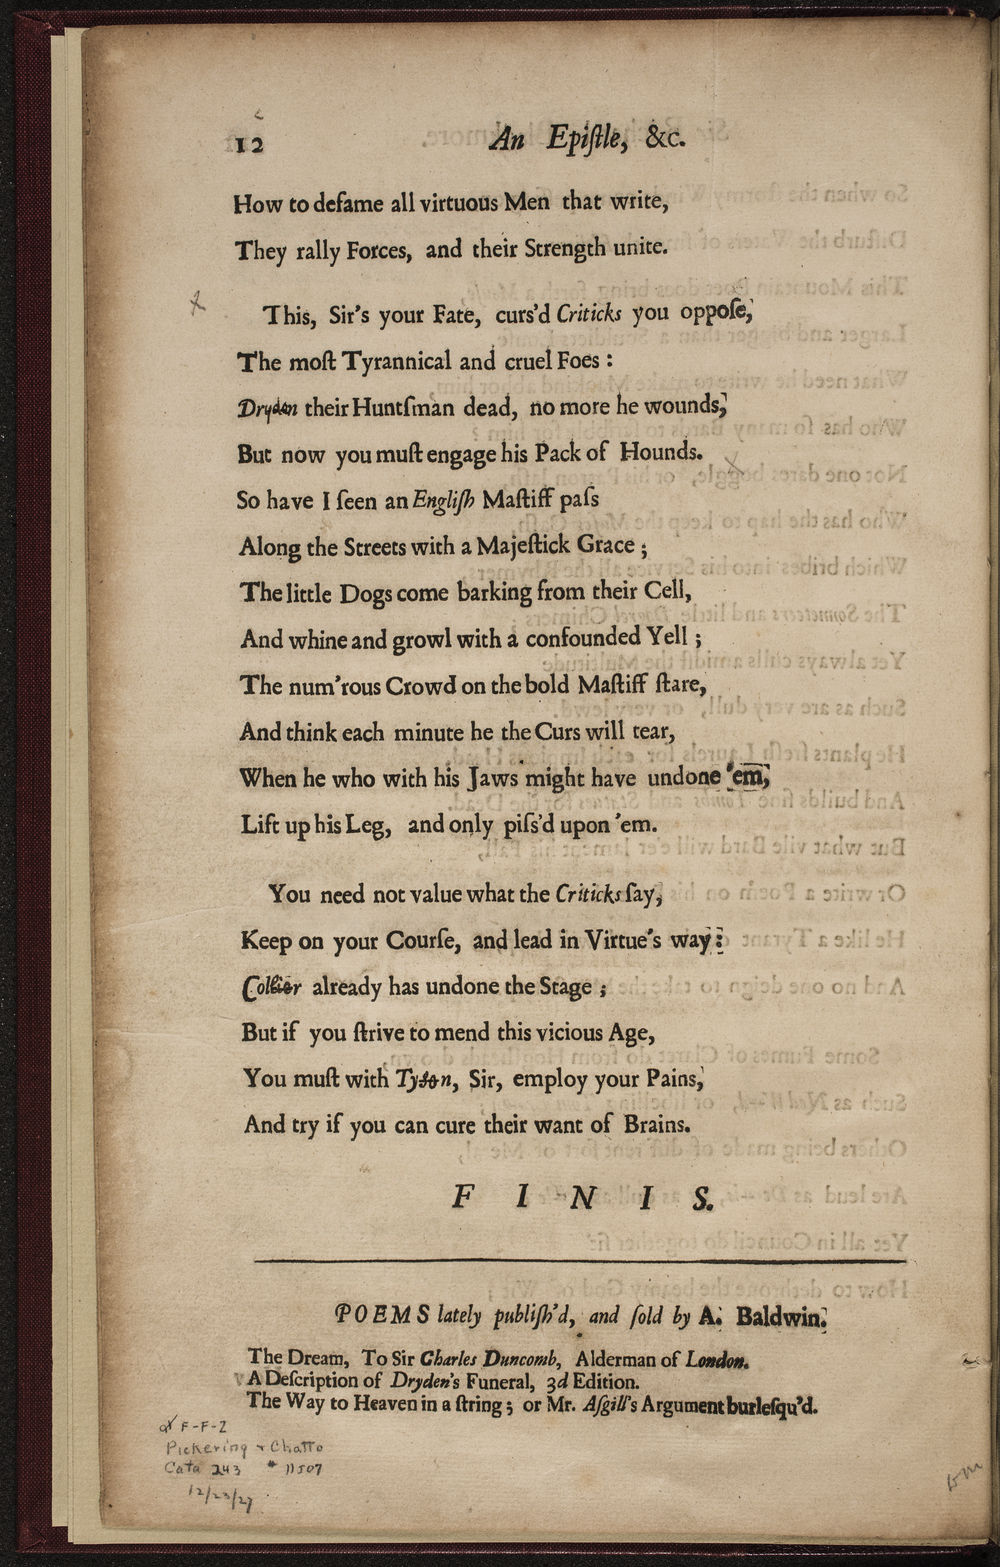 12 An Epiſtle, &c.
How to defame all virtuous Men that write,
They rally Forces, and their Strength unite.
This, Sir's your Fate, curs'd Criticks you oppoſe,
The moſt Tyrannical and cruel Foes :
Dryden their Huntſman dead, no more he wounds,
But now you muſt engage his Pack of Hounds.
So have I ſeen an Engliſh Maſtiff paſs
Along the Streets with a Majeſtick Grace ;
The little Dogs come barking from their Cell,
And whine and growl with a confounded Yell ;
The num'rous Crowd on the bold Maſtiff ſtare,
And think each minute he the Curs will tear,
When he who with his Jaws might have undone 'em,
Lift up his Leg, and only piſs'd upon 'em.
You need not value what the Criticks ſay,
Keep on your Courſe, and lead in Virtue's way :
Collier already has undone the Stage ;
But if you ſtrive to mend this vicious Age,
You muſt with Tyson, Sir, employ your Pains,
And try if you can cure their want of Brains.
F I N I S.
POEMS lately publiſh'd, and ſold by A. Baldwin.
The Dream, To Sir Charles Duncomb, Alderman of London.
A Deſcription of Dryden's Funeral, 3d Edition.
The Way to Heaven in a ſtring ; or Mr. Aſgill's Argument burleſqu'd.
F-F-Z
Pickering & Chatto
Cata 243 # 11507
12/23/27